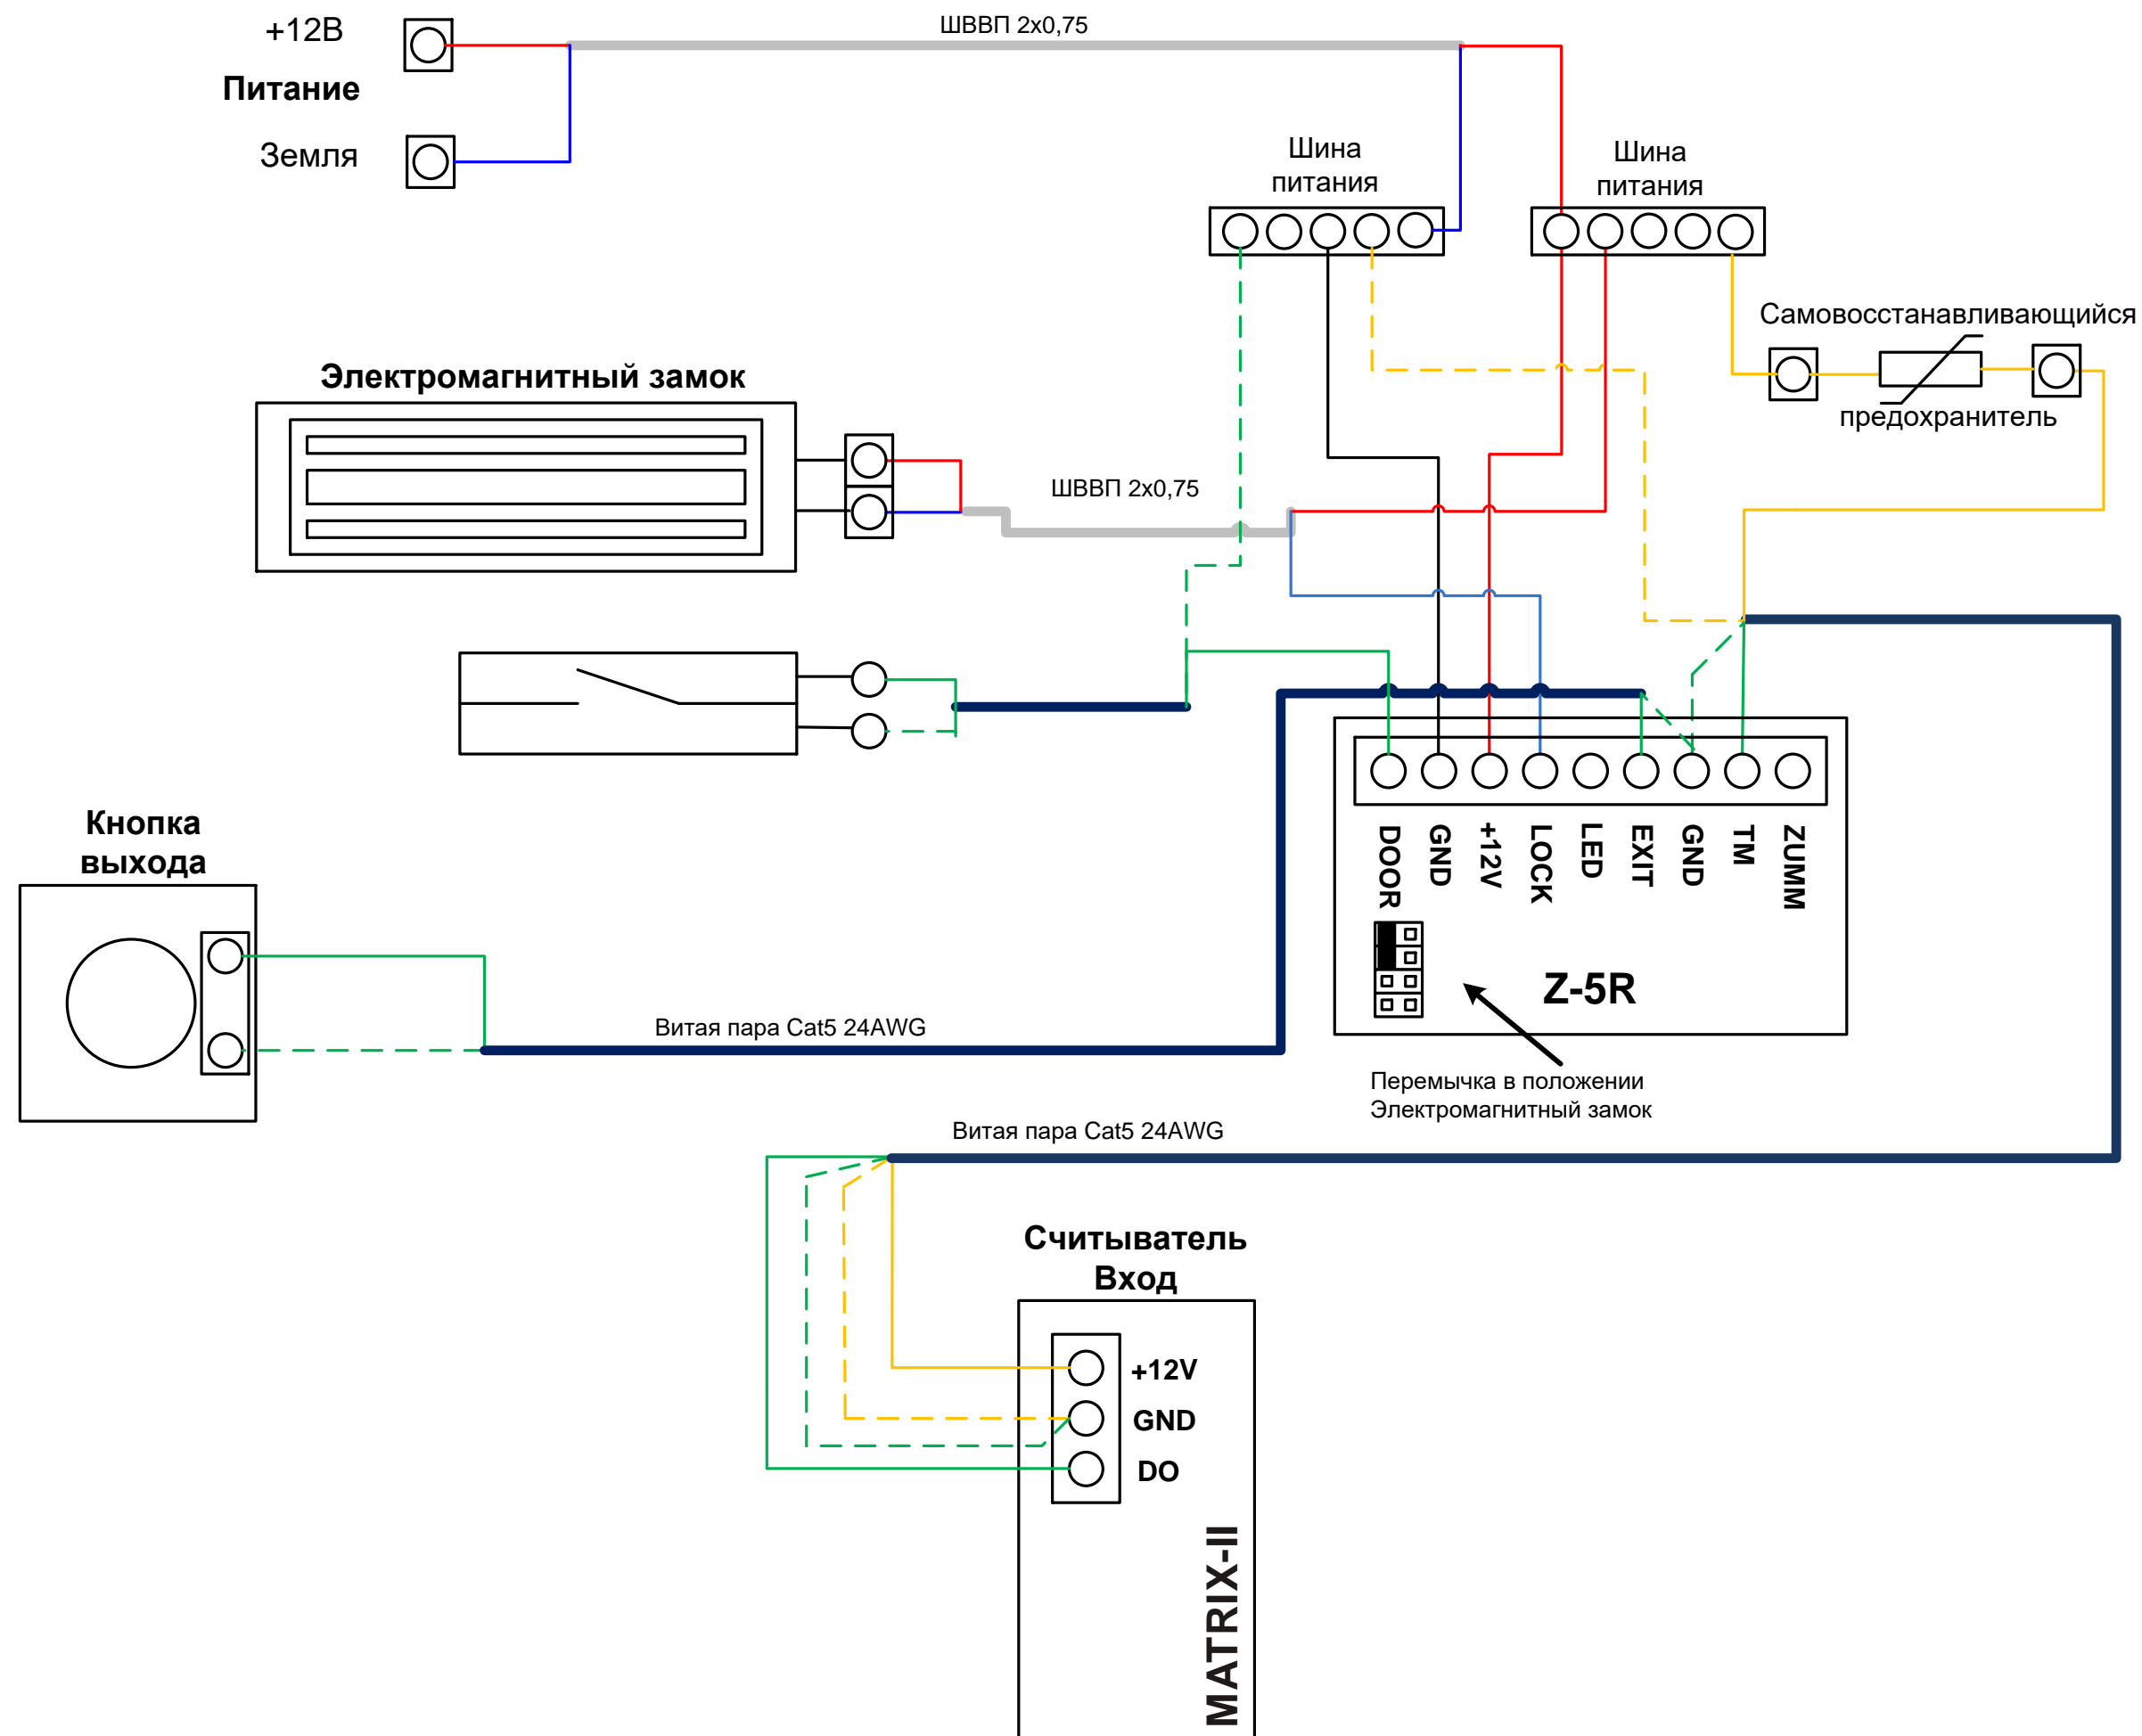 +12В
ШВВП 2х0,75
Питание
Земля
Шина
питания
Шина
питания
Самовосстанавливающийся
предохранитель
Электромагнитный замок
ШВВП 2х0,75
Кнопка
выхода
DOOR
GND
+12V
LOCK
LED
EXIT
GND
TM
ZUMM
Z-5R
Витая пара Cat5 24AWG
Перемычка в положении
Электромагнитный замок
Витая пара Cat5 24AWG
Считыватель
Вход
+12V
GND
DO
MATRIX-II